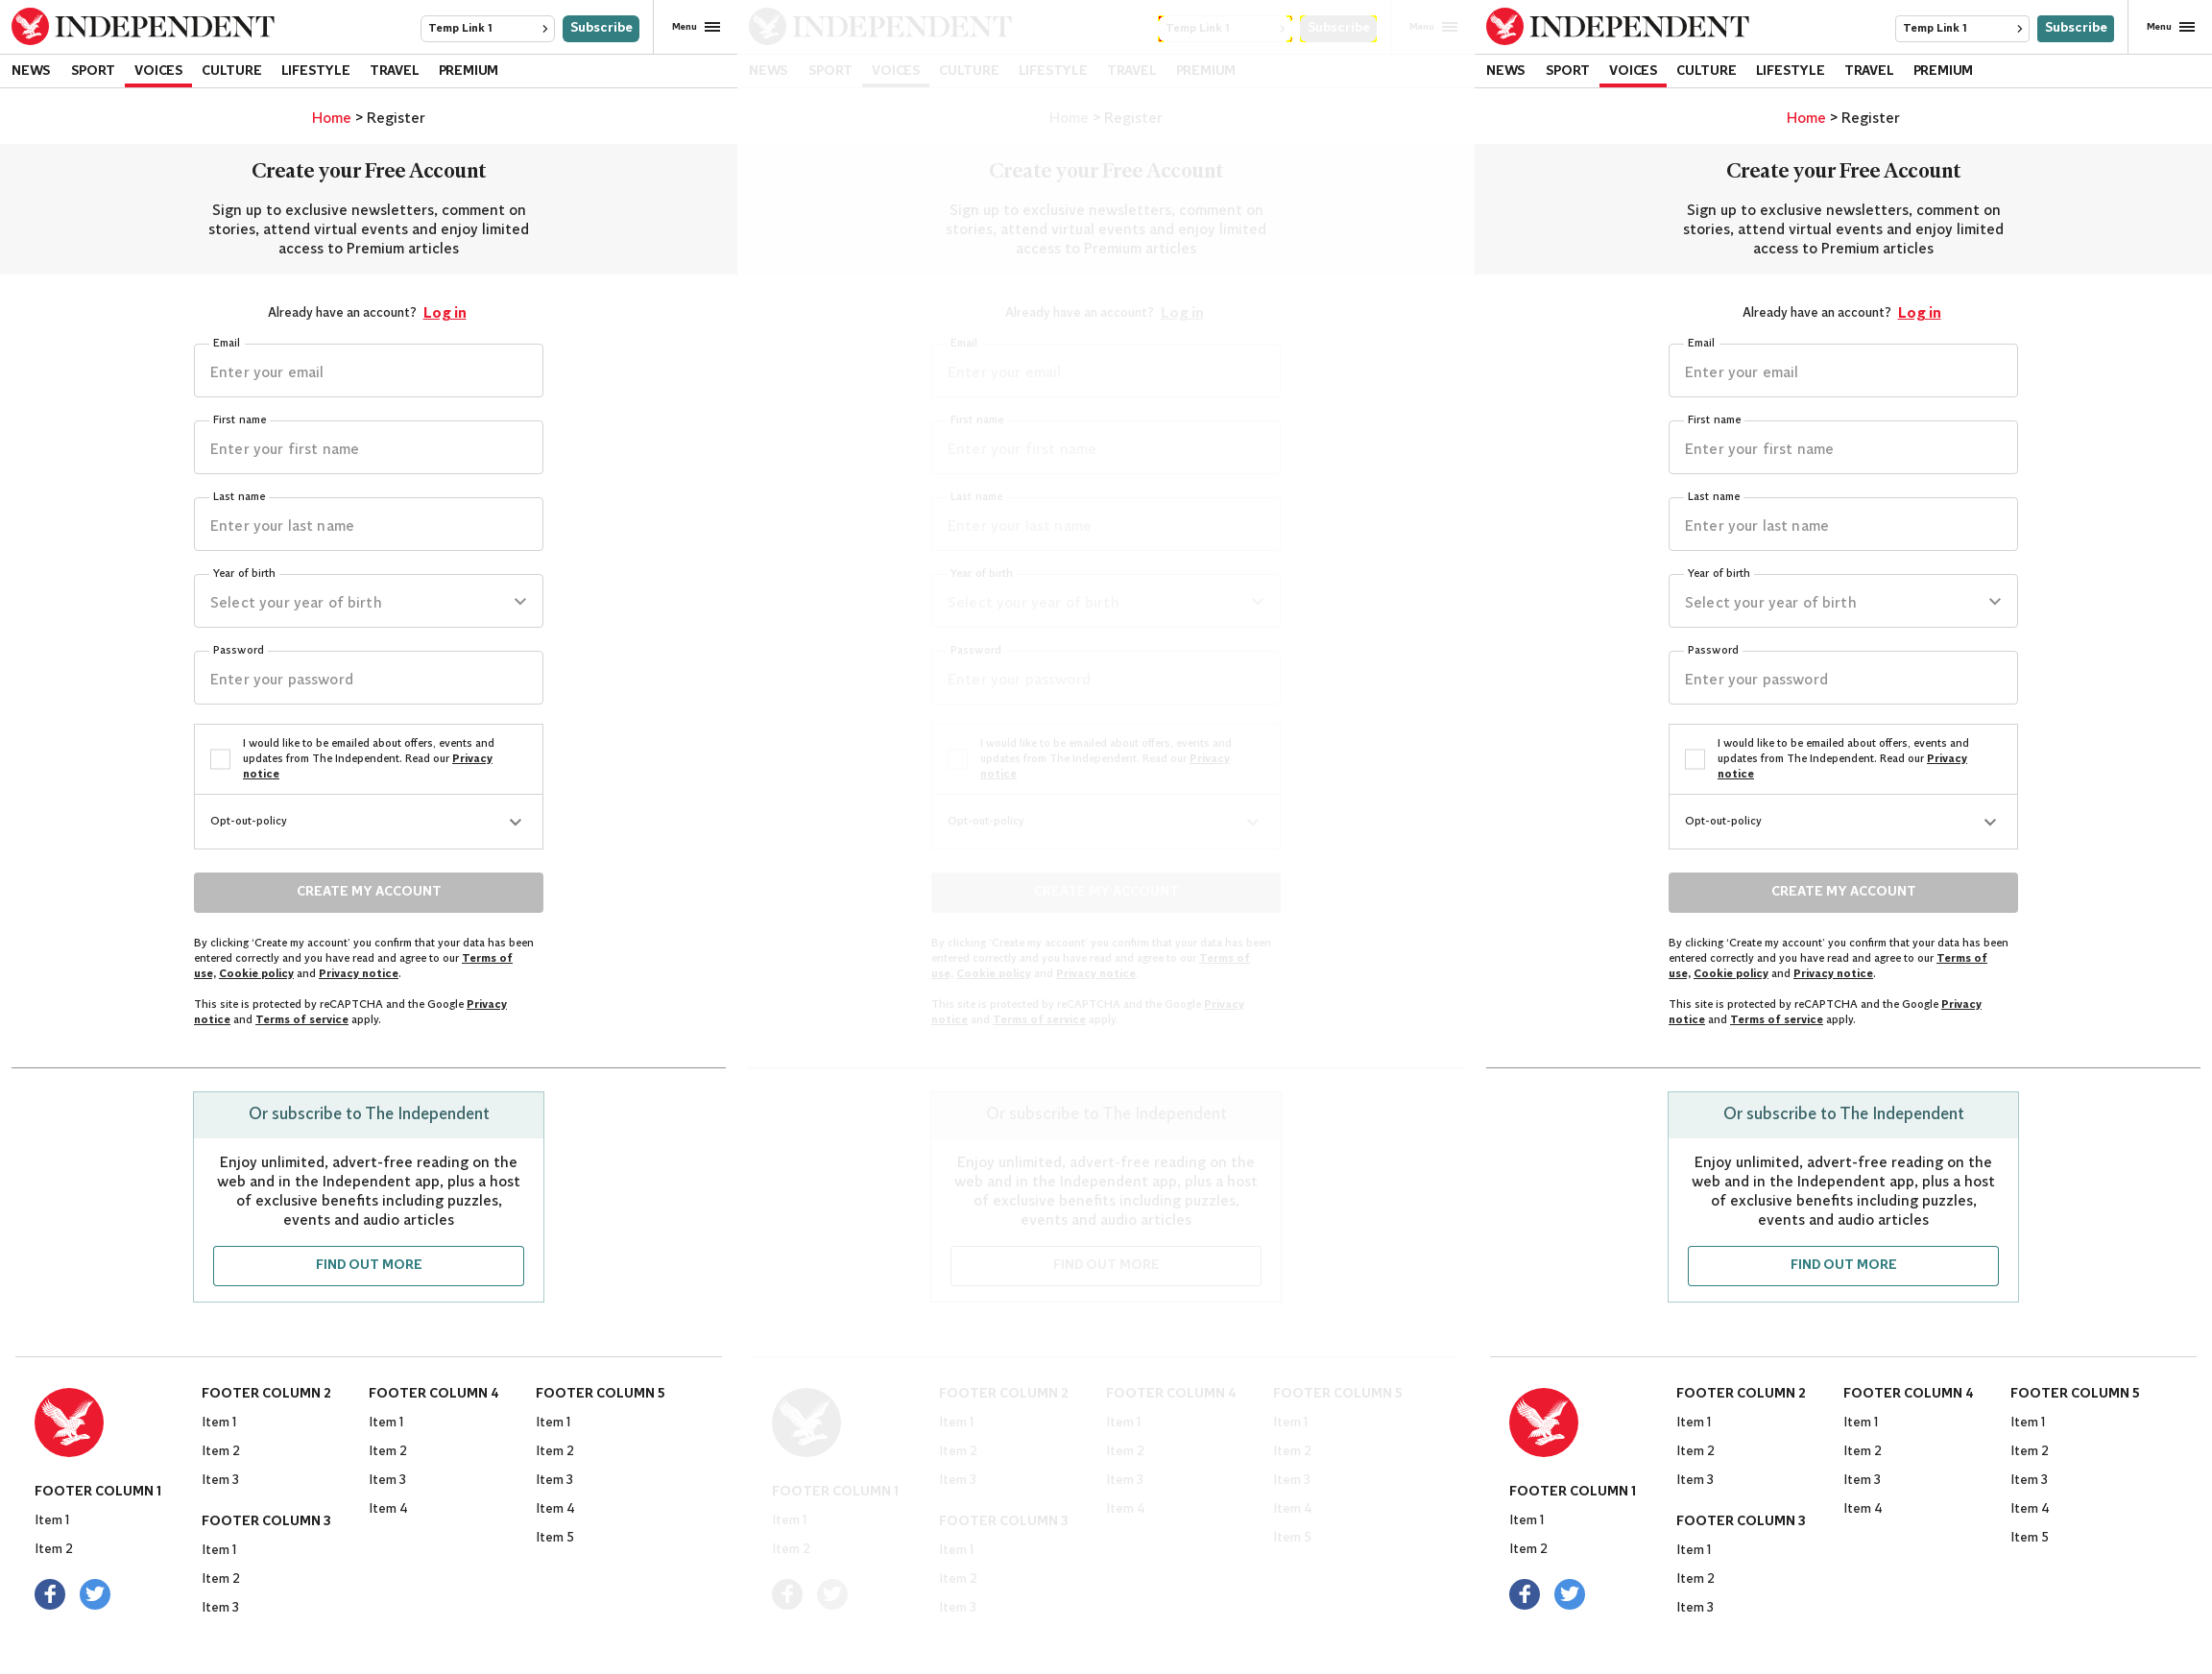 INDEPENDENT
Temp Link 1
Subscribe
Menu
NEWS SPORT VOICES CULTURE LIFESTYLE TRAVEL PREMIUM
Home > Register
Create your Free Account
Sign up to exclusive newsletters, comment on
stories, attend virtual events and enjoy limited
access to Premium articles
Already have an account? Log in
Email
Enter your email
First name
Enter your first name
Last name
Enter your last name
Year of birth
Select your year of birth
Password
Enter your password
I would like to be emailed about offers, events and
updates from The Independent. Read our Privacy
notice
Opt-out-policy
CREATE MY ACCOUNT
By clicking ‘Create my account’ you confirm that your data has been
entered correctly and you have read and agree to our Terms of
use, Cookie policy and Privacy notice.
This site is protected by reCAPTCHA and the Google Privacy
notice and Terms of service apply.
Or subscribe to The Independent
Enjoy unlimited, advert-free reading on the
web and in the Independent app, plus a host
of exclusive benefits including puzzles,
events and audio articles
FIND OUT MORE
FOOTER COLUMN 1
Item 1
Item 2
FOOTER COLUMN 2
Item 1
Item 2
Item 3
FOOTER COLUMN 3
Item 1
Item 2
Item 3
FOOTER COLUMN 4
Item 1
Item 2
Item 3
Item 4
FOOTER COLUMN 5
Item 1
Item 2
Item 3
Item 4
Item 5
INDEPENDENT
Temp Link 1
Subscribe
Menu
NEWS SPORT VOICES CULTURE LIFESTYLE TRAVEL PREMIUM
Home > Register
Create your Free Account
Sign up to exclusive newsletters, comment on
stories, attend virtual events and enjoy limited
access to Premium articles
Already have an account? Log in
Email
Enter your email
First name
Enter your first name
Last name
Enter your last name
Year of birth
Select your year of birth
Password
Enter your password
I would like to be emailed about offers, events and
updates from The Independent. Read our Privacy
notice
Opt-out-policy
CREATE MY ACCOUNT
By clicking ‘Create my account’ you confirm that your data has been
entered correctly and you have read and agree to our Terms of
use, Cookie policy and Privacy notice.
This site is protected by reCAPTCHA and the Google Privacy
notice and Terms of service apply.
Or subscribe to The Independent
Enjoy unlimited, advert-free reading on the
web and in the Independent app, plus a host
of exclusive benefits including puzzles,
events and audio articles
FIND OUT MORE
FOOTER COLUMN 1
Item 1
Item 2
FOOTER COLUMN 2
Item 1
Item 2
Item 3
FOOTER COLUMN 3
Item 1
Item 2
Item 3
FOOTER COLUMN 4
Item 1
Item 2
Item 3
Item 4
FOOTER COLUMN 5
Item 1
Item 2
Item 3
Item 4
Item 5
INDEPENDENT
Temp Link 1
Subscribe
Menu
NEWS SPORT VOICES CULTURE LIFESTYLE TRAVEL PREMIUM
Home > Register
Create your Free Account
Sign up to exclusive newsletters, comment on
stories, attend virtual events and enjoy limited
access to Premium articles
Already have an account? Log in
Email
Enter your email
First name
Enter your first name
Last name
Enter your last name
Year of birth
Select your year of birth
Password
Enter your password
I would like to be emailed about offers, events and
updates from The Independent. Read our Privacy
notice
Opt-out-policy
CREATE MY ACCOUNT
By clicking ‘Create my account’ you confirm that your data has been
entered correctly and you have read and agree to our Terms of
use, Cookie policy and Privacy notice.
This site is protected by reCAPTCHA and the Google Privacy
notice and Terms of service apply.
Or subscribe to The Independent
Enjoy unlimited, advert-free reading on the
web and in the Independent app, plus a host
of exclusive benefits including puzzles,
events and audio articles
FIND OUT MORE
FOOTER COLUMN 1
Item 1
Item 2
FOOTER COLUMN 2
Item 1
Item 2
Item 3
FOOTER COLUMN 3
Item 1
Item 2
Item 3
FOOTER COLUMN 4
Item 1
Item 2
Item 3
Item 4
FOOTER COLUMN 5
Item 1
Item 2
Item 3
Item 4
Item 5